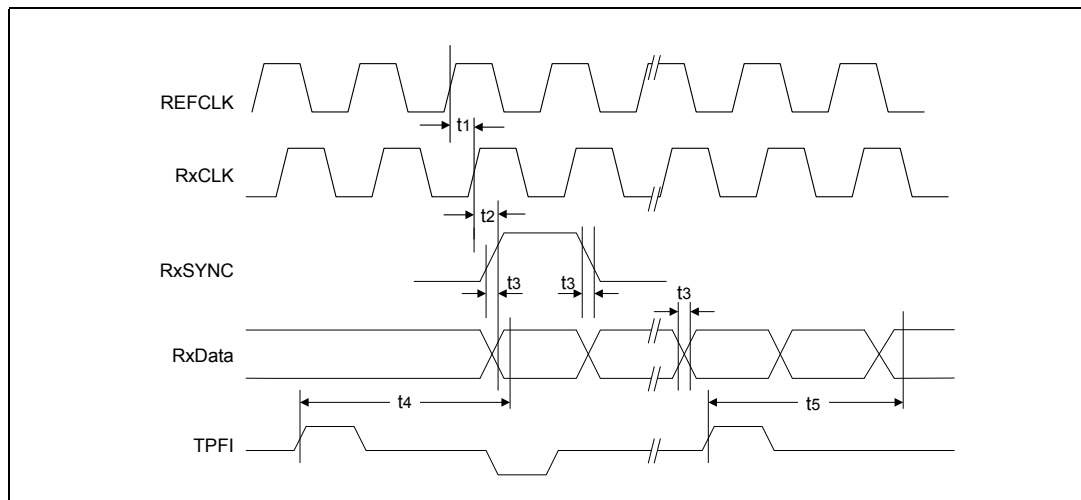 REFCLK
t1
RxCLK
t2
RxSYNC
t3
t3
t3
RxData
t4
t5
TPFI